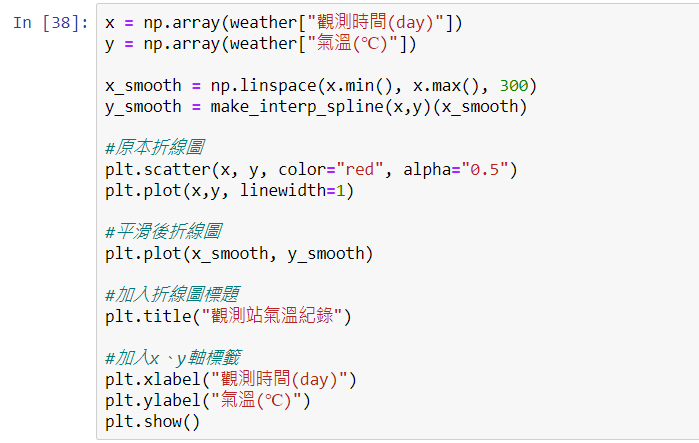 In [38]:
x = np.array(weather["觀測時間(day)"])
y = np.array(weather["氣溫(℃)"])
x_smooth = np.linspace(x.min(), x.max(), 300)
y_smooth = make_interp_spline(x,y)(x_smooth)
#原本折線圖
plt.scatter(x, y, color="red", alpha="0.5")
plt.plot(x,y, linewidth=1)
#平滑後折線圖
plt.plot(x_smooth, y_smooth)
#加入折線圖標題
plt.title("觀測站氣溫紀錄")
#加入x、y軸標籤
plt.xlabel("觀測時間(day)")
plt.ylabel("氣溫(℃)")
plt.show()